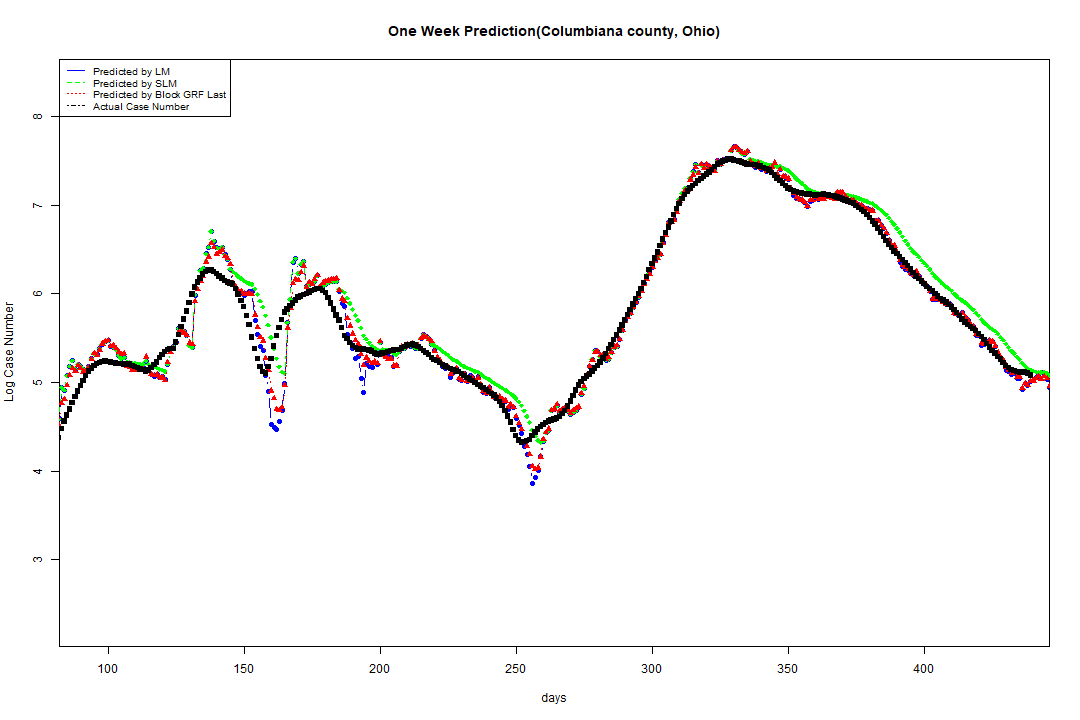 One Week Prediction(Columbiana county, Ohio)
Predicted by LM
Predicted by SLM
Predicted by Block GRF Last
Actual Case Number
Log Case Number
8
7
6
5
4
3
100 150 200 250 300 350 400
days